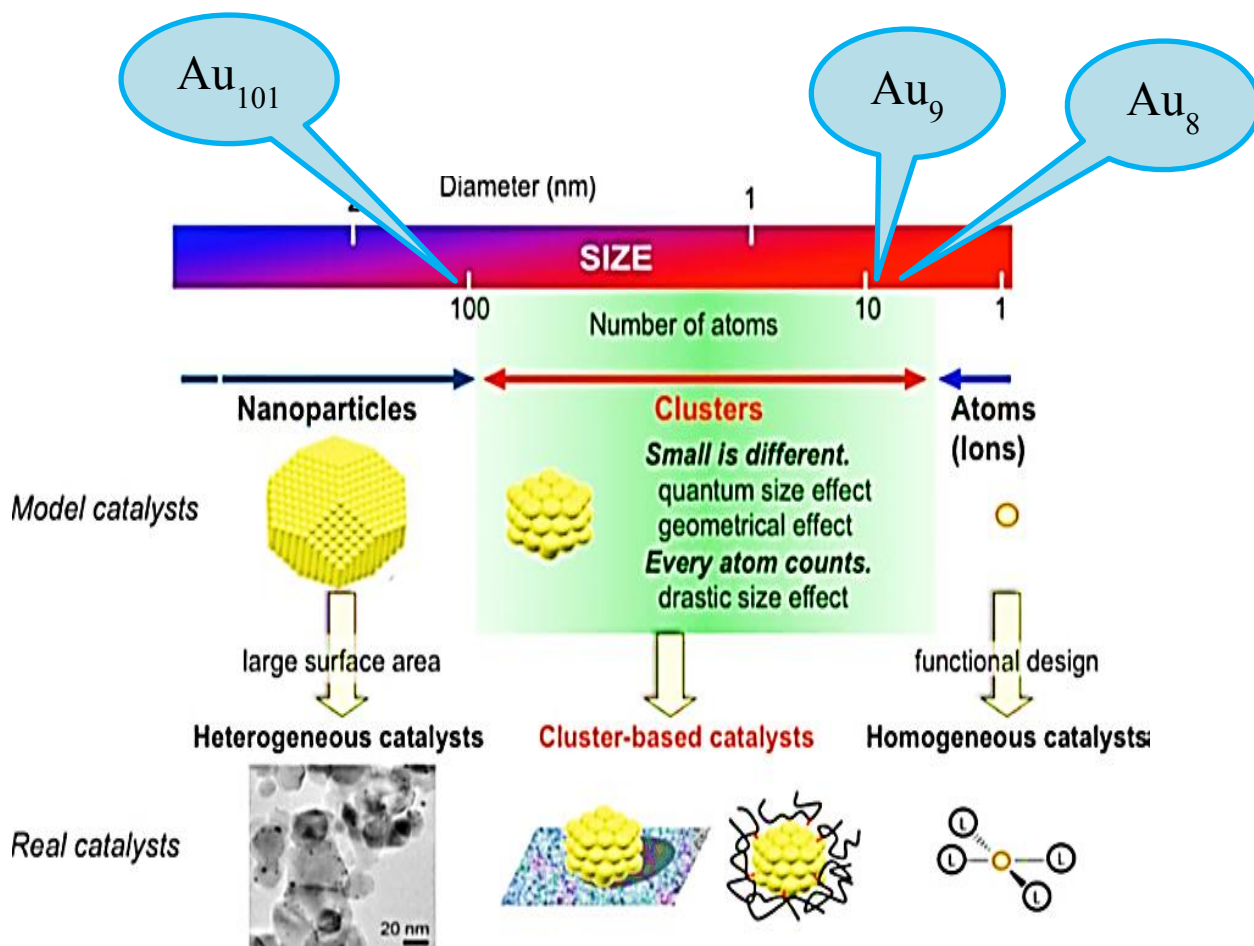 Au101
Au9
Au8
Diameter (nm)
1
SIZE
100
10
1
Number of atoms
Nanoparticles
Clusters
Atoms
(Ions)
Small is different.
quantum size effect
geometrical effect
Every atom counts.
drastic size effect
Model catalysts
large surface area
functional design
Heterogeneous catalysts
Cluster-based catalysts
Homogeneous catalysts
Real catalysts
20 nm
L
L
L
L